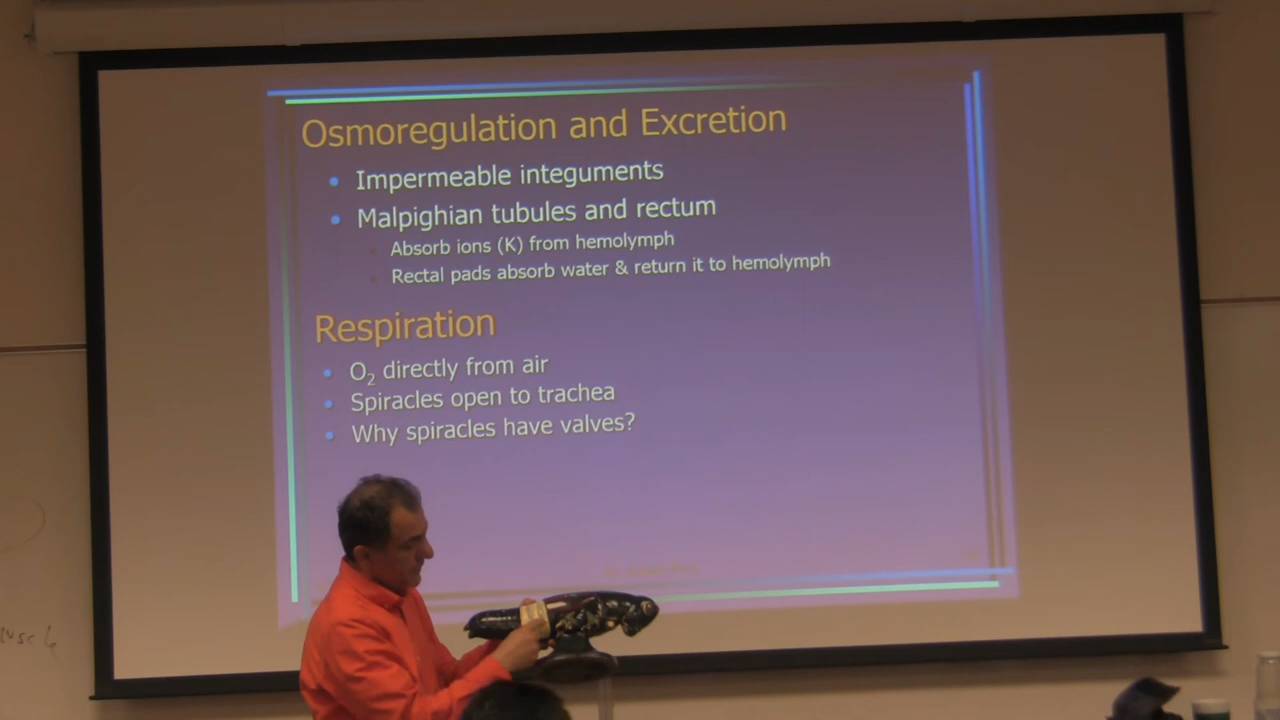 Osmoregulation and Excretion
Impermeable integuments
Malpighian tubules and rectum
Absorb ions (K) from hemolymph
Rectal pads absorb water & return it to hemolymph
Respiration
O₂ directly from air
Spiracles open to trachea
Why spiracles have valves?